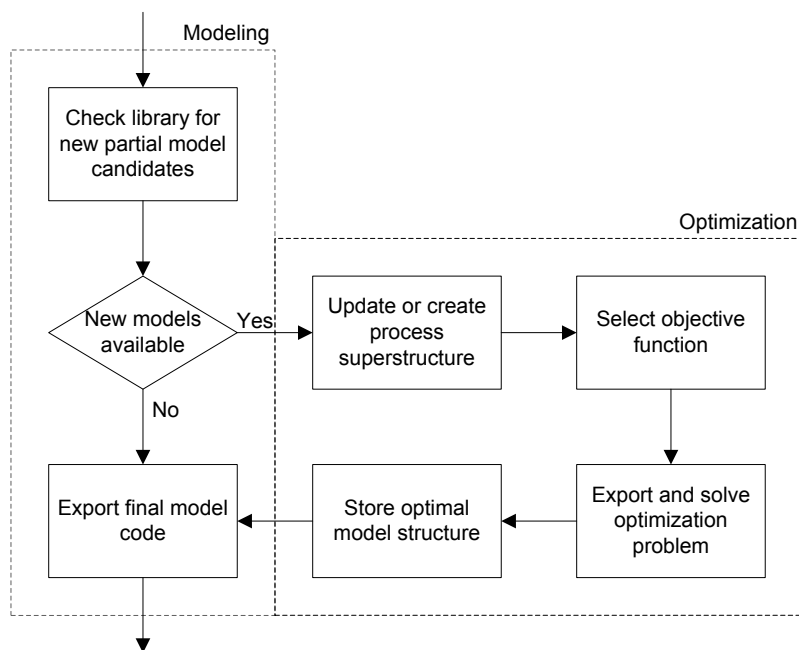 Modeling
Check library for
new partial model
candidates
Optimization
New models
available
Yes
No
Update or create
process
superstructure
Select objective
function
Export final model
code
Store optimal
model structure
Export and solve
optimization
problem